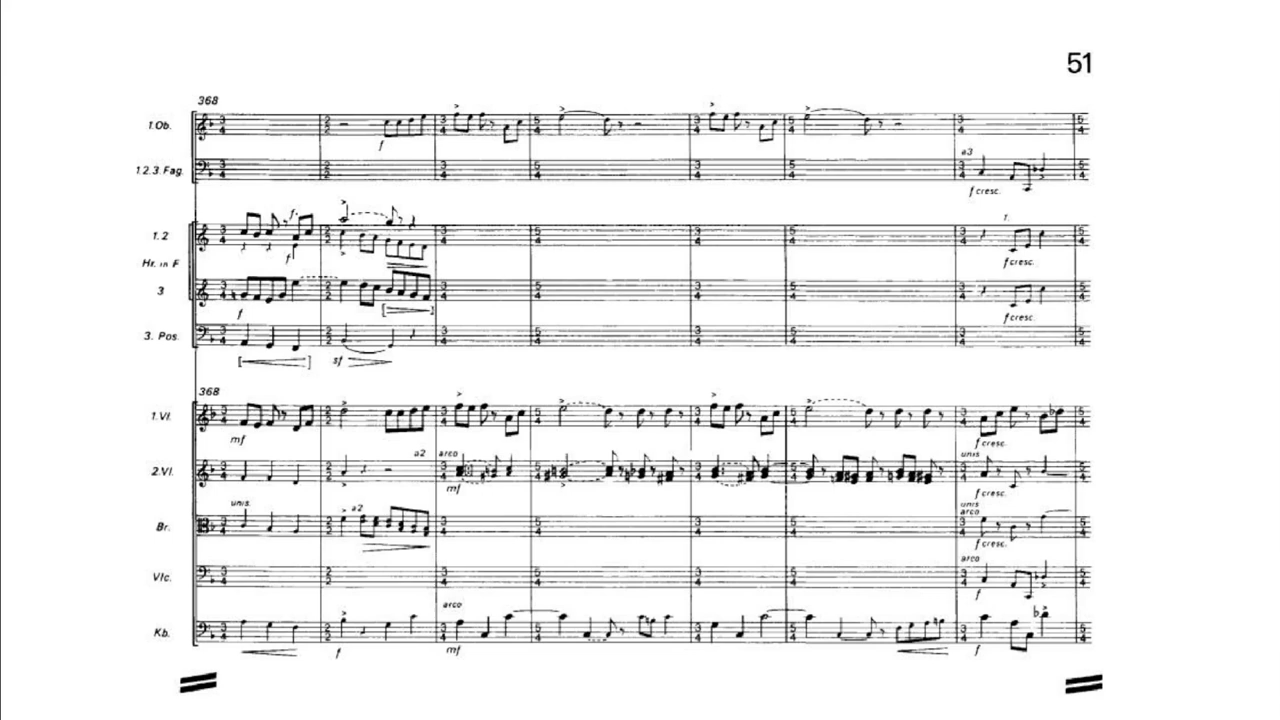 51
368
1.Ob.
f
1.2.3.Fag.
a3
f cresc.
1.2
f
f
1.
f cresc.
Hr. in F
3
f
f cresc.
3. Pos.
sf
368
1.Vl.
mf
f cresc.
2.Vl.
a2 arco
mf
unis
f cresc.
Br.
unis
a2
unis
arco
f cresc.
Vlc.
arco
f
Kb.
arco
f
mf
f